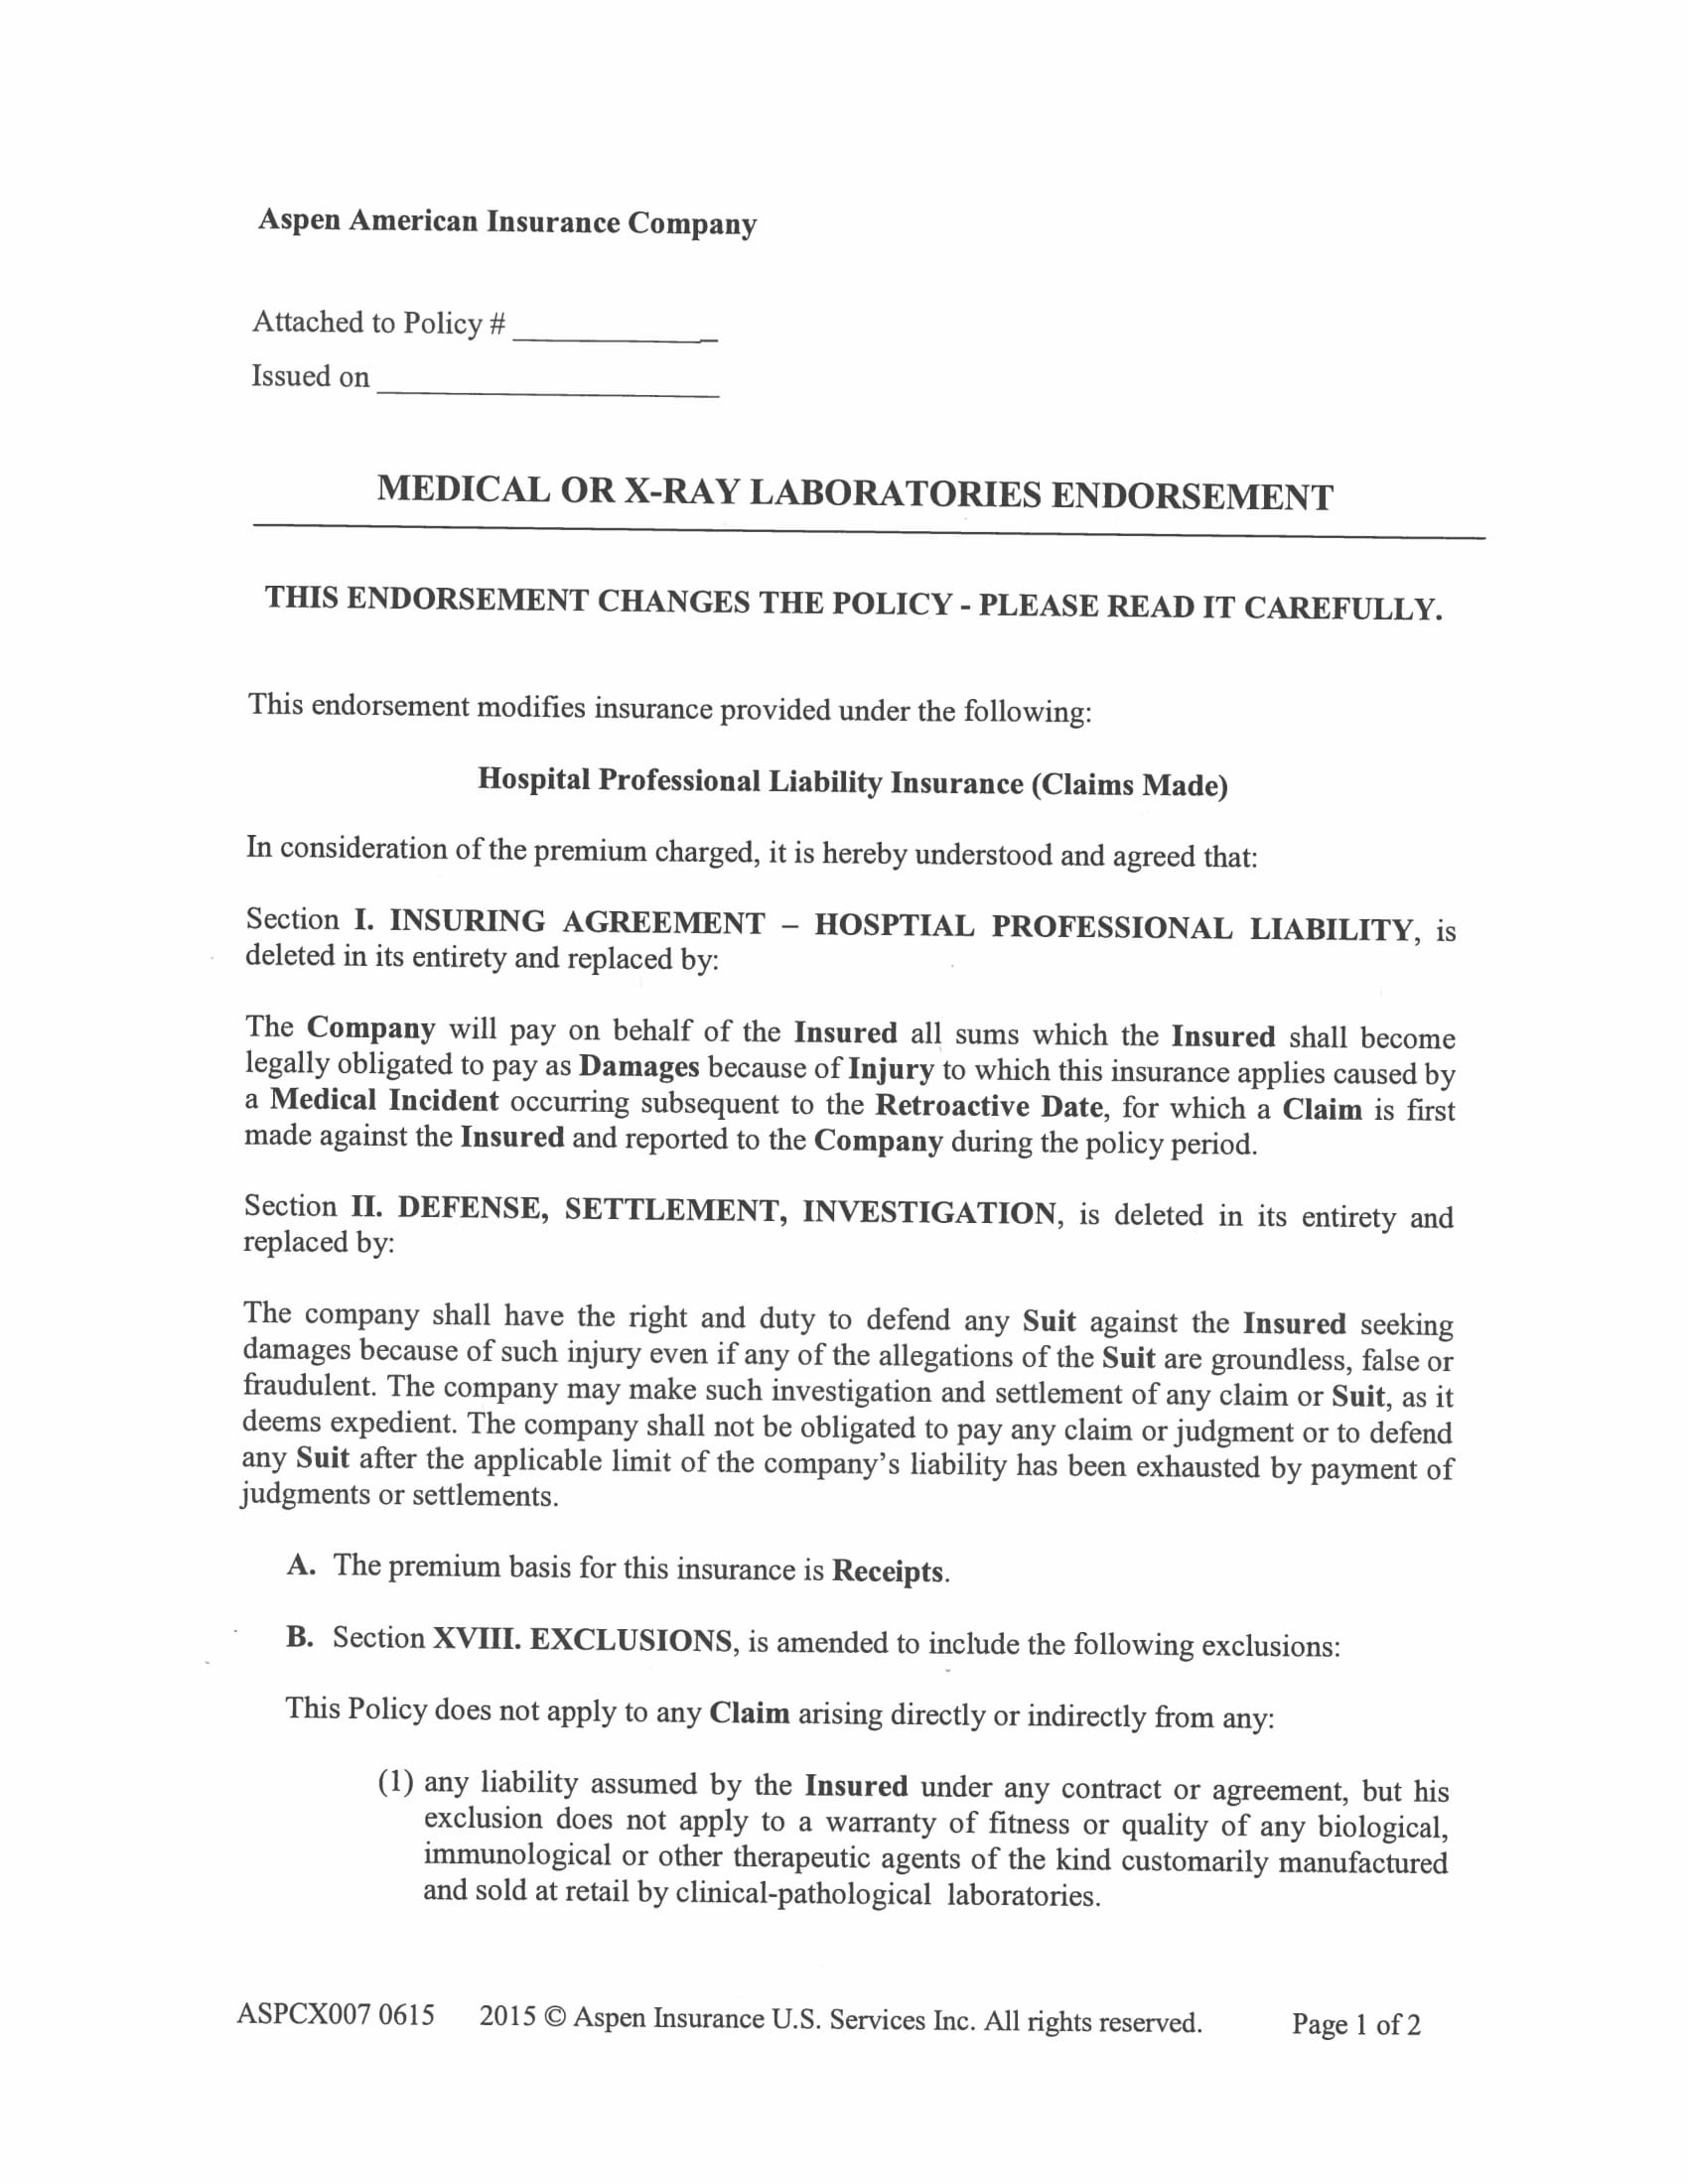 Aspen American Insurance Company
Attached to Policy #
Issued on
MEDICAL OR X-RAY LABORATORIES ENDORSEMENT
THIS ENDORSEMENT CHANGES THE POLICY - PLEASE READ IT CAREFULLY.
This endorsement modifies insurance provided under the following:
Hospital Professional Liability Insurance (Claims Made)
In consideration of the premium charged, it is hereby understood and agreed that:
Section I. INSURING AGREEMENT – HOSPTIAL PROFESSIONAL LIABILITY, is
deleted in its entirety and replaced by:
The Company will pay on behalf of the Insured all sums which the Insured shall become
legally obligated to pay as Damages because of Injury to which this insurance applies caused by
a Medical Incident occurring subsequent to the Retroactive Date, for which a Claim is first
made against the Insured and reported to the Company during the policy period.
Section II. DEFENSE, SETTLEMENT, INVESTIGATION, is deleted in its entirety and
replaced by:
The company shall have the right and duty to defend any Suit against the Insured seeking
damages because of such injury even if any of the allegations of the Suit are groundless, false or
fraudulent. The company may make such investigation and settlement of any claim or Suit, as it
deems expedient. The company shall not be obligated to pay any claim or judgment or to defend
any Suit after the applicable limit of the company's liability has been exhausted by payment of
judgments or settlements.
A. The premium basis for this insurance is Receipts.
B. Section XVIII. EXCLUSIONS, is amended to include the following exclusions:
This Policy does not apply to any Claim arising directly or indirectly from any:
(1) any liability assumed by the Insured under any contract or agreement, but his
exclusion does not apply to a warranty of fitness or quality of any biological,
immunological or other therapeutic agents of the kind customarily manufactured
and sold at retail by clinical-pathological laboratories.
ASPCX007 0615 2015 © Aspen Insurance U.S. Services Inc. All rights reserved. Page 1 of 2